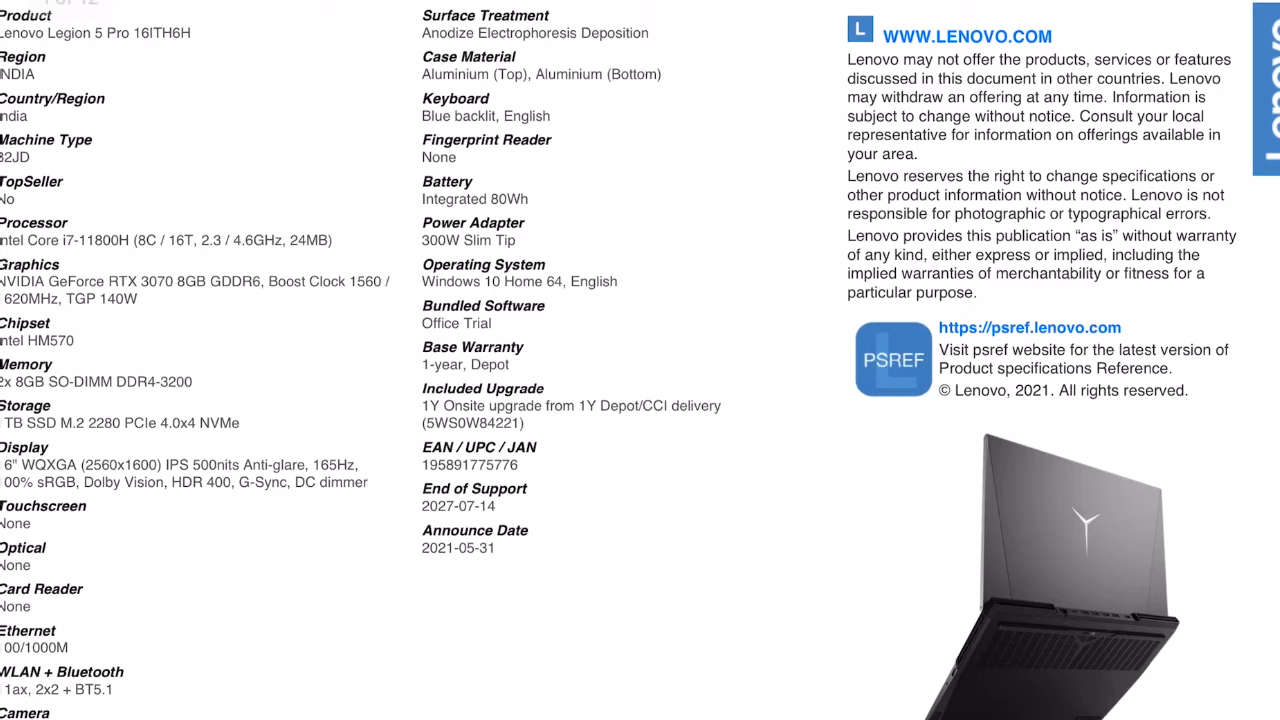 Product
Lenovo Legion 5 Pro 16ITH6H
Region
INDIA
Country/Region
India
Machine Type
82JD
TopSeller
No
Processor
Intel Core i7-11800H (8C / 16T, 2.3 / 4.6GHz, 24MB)
Graphics
NVIDIA GeForce RTX 3070 8GB GDDR6, Boost Clock 1560 /
1620MHz, TGP 140W
Chipset
Intel HM570
Memory
2x 8GB SO-DIMM DDR4-3200
Storage
1TB SSD M.2 2280 PCIe 4.0x4 NVMe
Display
16" WQXGA (2560x1600) IPS 500nits Anti-glare, 165Hz,
100% sRGB, Dolby Vision, HDR 400, G-Sync, DC dimmer
Touchscreen
None
Optical
None
Card Reader
None
Ethernet
100/1000M
WLAN + Bluetooth
11ax, 2x2 + BT5.1
Camera
Surface Treatment
Anodize Electrophoresis Deposition
Case Material
Aluminium (Top), Aluminium (Bottom)
Keyboard
Blue backlit, English
Fingerprint Reader
None
Battery
Integrated 80Wh
Power Adapter
300W Slim Tip
Operating System
Windows 10 Home 64, English
Bundled Software
Office Trial
Base Warranty
1-year, Depot
Included Upgrade
1Y Onsite upgrade from 1Y Depot/CCI delivery
(5WS0W84221)
EAN / UPC / JAN
195891775776
End of Support
2027-07-14
Announce Date
2021-05-31
L WWW.LENOVO.COM
Lenovo may not offer the products, services or features
discussed in this document in other countries. Lenovo
may withdraw an offering at any time. Information is
subject to change without notice. Consult your local
representative for information on offerings available in
your area.
Lenovo reserves the right to change specifications or
other product information without notice. Lenovo is not
responsible for photographic or typographical errors.
Lenovo provides this publication “as is” without warranty
of any kind, either express or implied, including the
implied warranties of merchantability or fitness for a
particular purpose.
PSREF
https://psref.lenovo.com
Visit psref website for the latest version of
Product specifications Reference.
© Lenovo, 2021. All rights reserved.
Lenovo